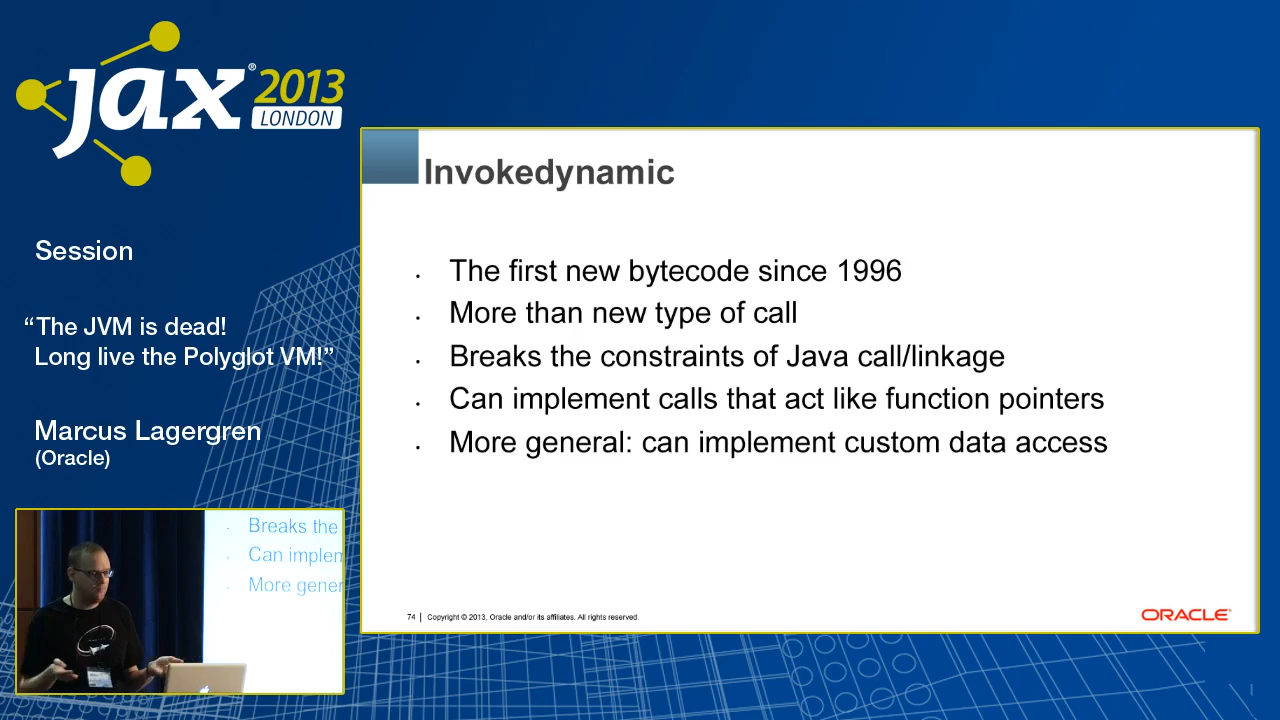 jax® 2013
LONDON
Session
“The JVM is dead!
Long live the Polyglot VM!”
Marcus Lagergren
(Oracle)
Invokedynamic
· The first new bytecode since 1996
· More than new type of call
· Breaks the constraints of Java call/linkage
· Can implement calls that act like function pointers
· More general: can implement custom data access
74 | Copyright © 2013, Oracle and/or its affiliates. All rights reserved.
ORACLE®
· Breaks the
· Can implen
· More gener